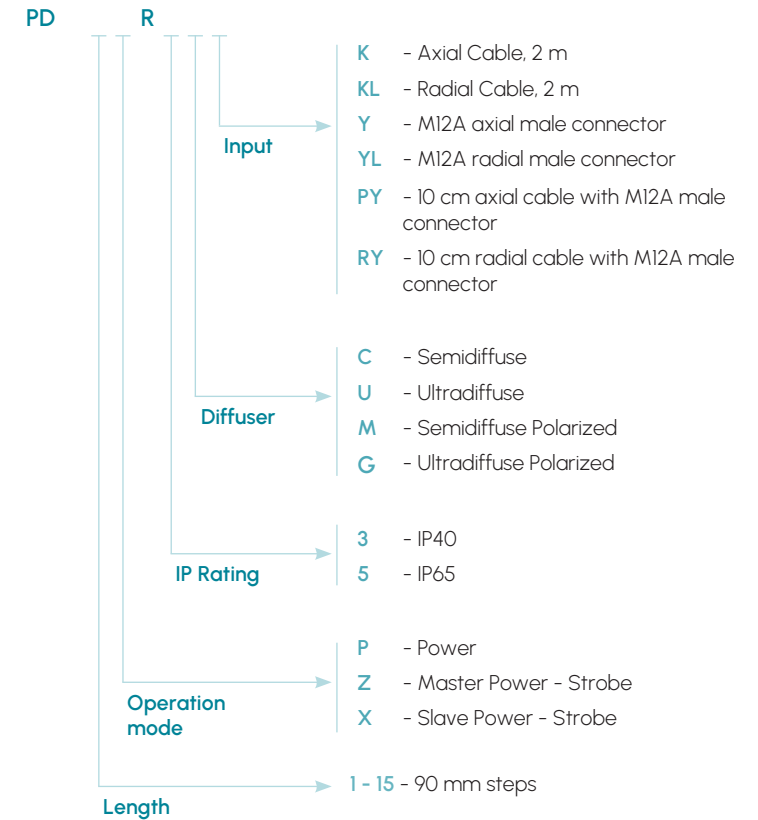 PD R
K - Axial Cable, 2 m
KL - Radial Cable, 2 m
Y - M12A axial male connector
YL - M12A radial male connector
PY - 10 cm axial cable with M12A male
connector
RY - 10 cm radial cable with M12A male
connector
Input
C - Semidiffuse
U - Ultradiffuse
M - Semidiffuse Polarized
G - Ultradiffuse Polarized
Diffuser
3 - IP40
5 - IP65
IP Rating
P - Power
Z - Master Power - Strobe
X - Slave Power - Strobe
Operation
mode
1 - 15 - 90 mm steps
Length